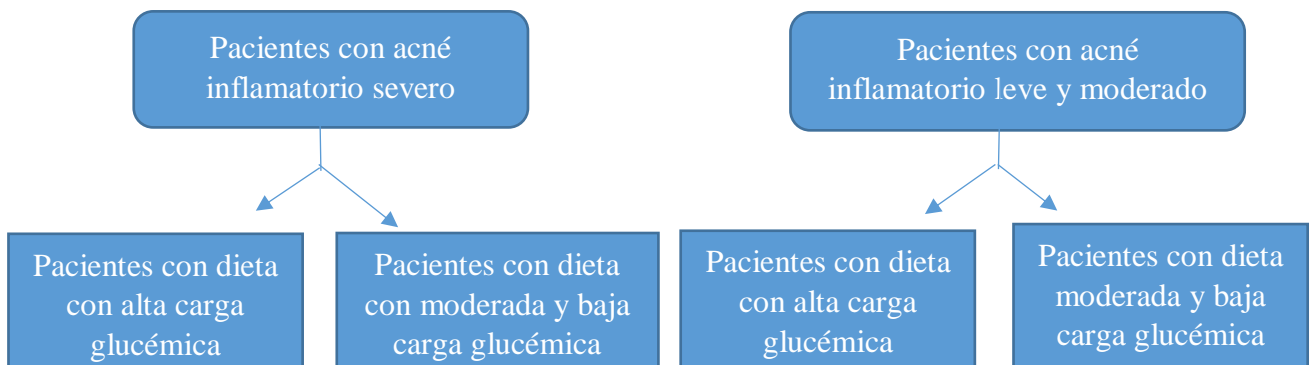 Pacientes con acné
inflamatorio severo
Pacientes con acné
inflamatorio leve y moderado
Pacientes con dieta
con alta carga
glucémica
Pacientes con dieta
con moderada y baja
carga glucémica
Pacientes con dieta
con alta carga
glucémica
Pacientes con dieta
moderada y baja
carga glucémica